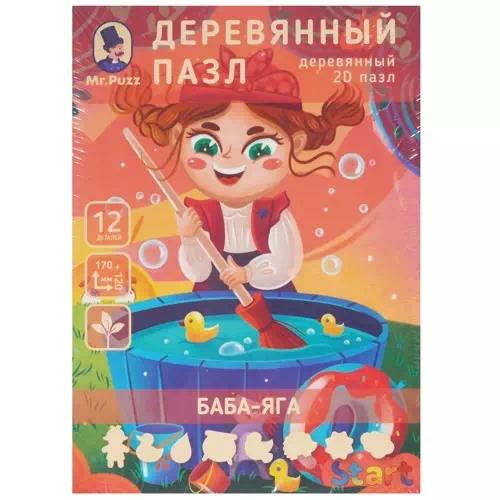 Mr.Puzz
ДЕРЕВЯННЫЙ
ПАЗЛ
деревянный
2D пазл
12
ДЕТАЛЕЙ
170
120
ММ
БАБА-ЯГА
Start